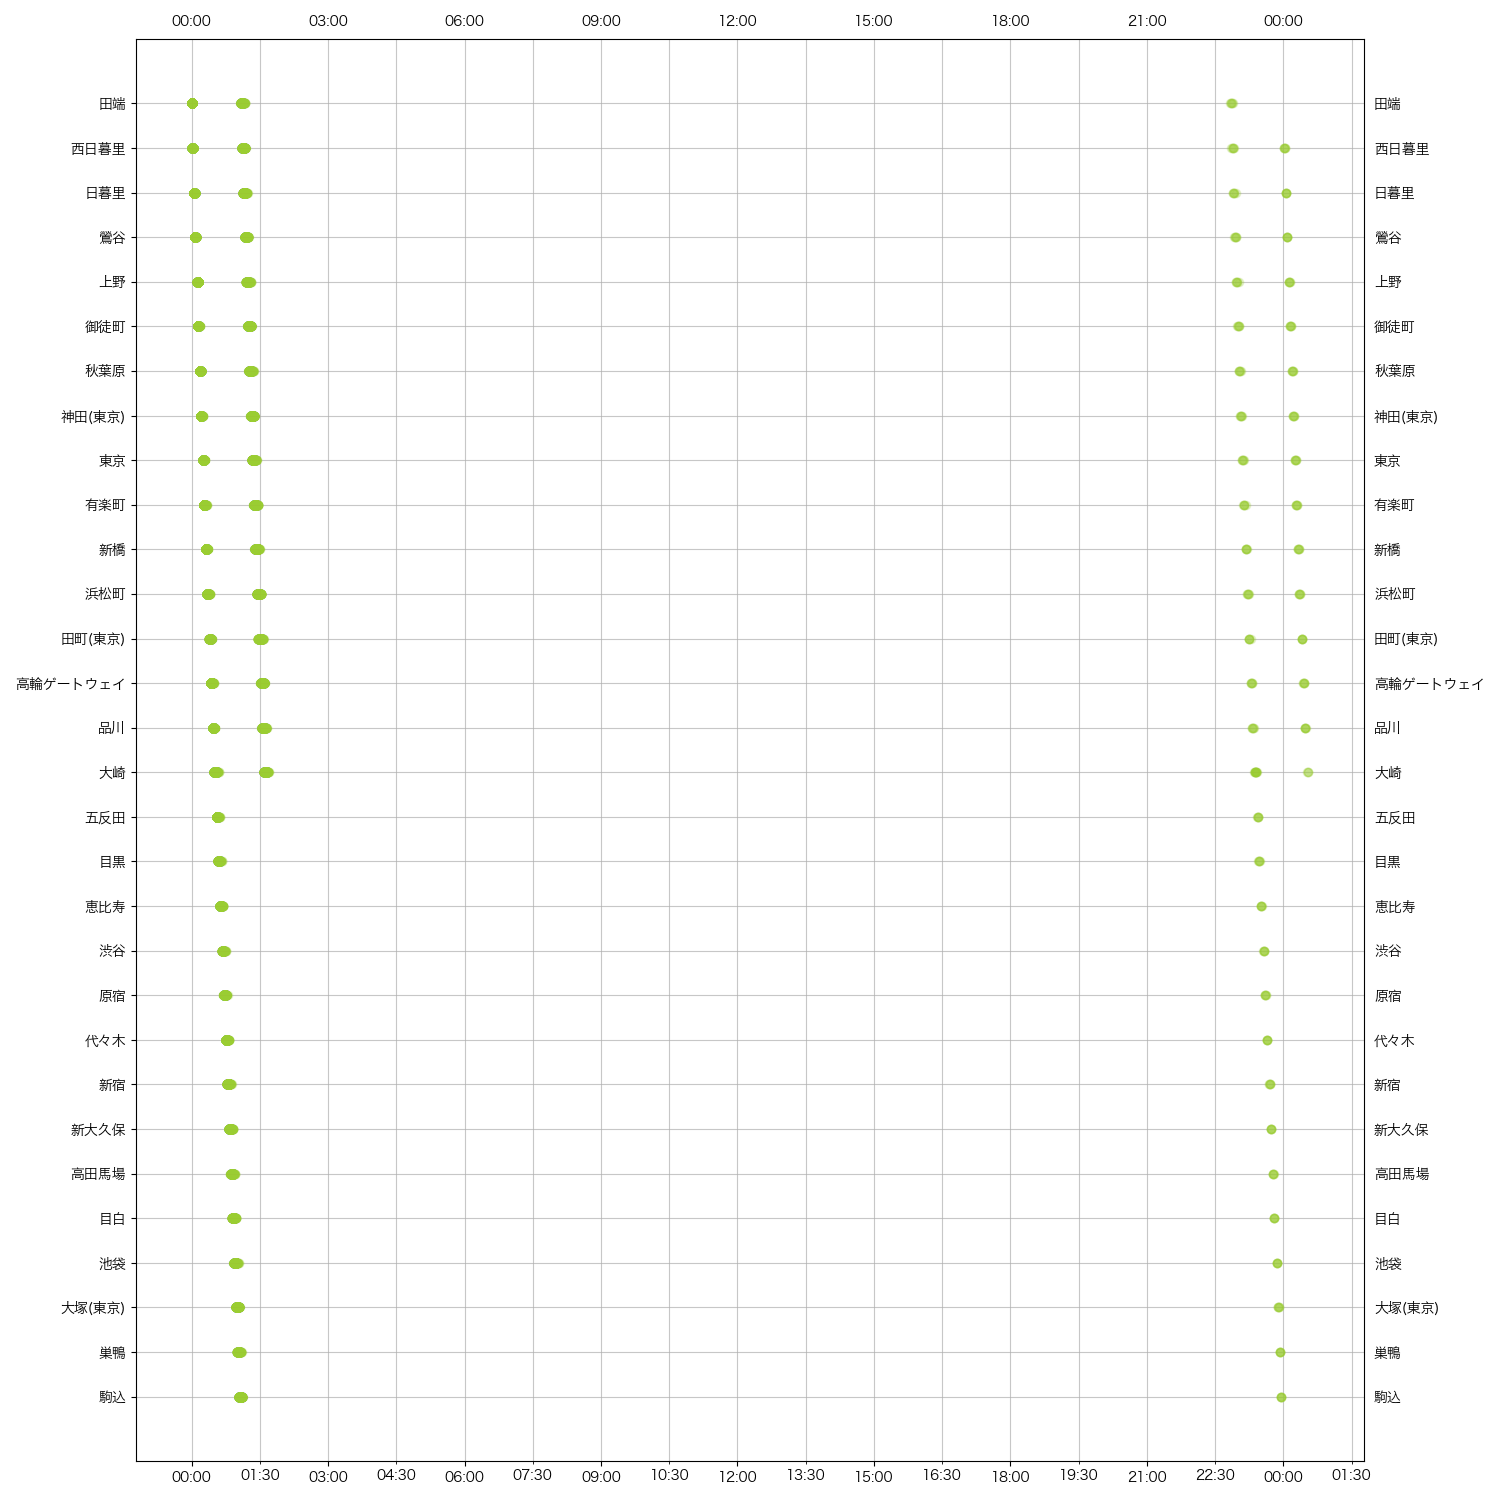 00:00 03:00 06:00 09:00 12:00 15:00 18:00 21:00 00:00
田端 田端
西日暮里 西日暮里
日暮里 日暮里
鶯谷 鶯谷
上野 上野
御徒町 御徒町
秋葉原 秋葉原
神田(東京) 神田(東京)
東京 東京
有楽町 有楽町
新橋 新橋
浜松町 浜松町
田町(東京) 田町(東京)
高輪ゲートウェイ 高輪ゲートウェイ
品川 品川
大崎 大崎
五反田 五反田
目黒 目黒
恵比寿 恵比寿
渋谷 渋谷
原宿 原宿
代々木 代々木
新宿 新宿
新大久保 新大久保
高田馬場 高田馬場
目白 目白
池袋 池袋
大塚(東京) 大塚(東京)
巣鴨 巣鴨
駒込 駒込
00:00 01:30 03:00 04:30 06:00 07:30 09:00 10:30 12:00 13:30 15:00 16:30 18:00 19:30 21:00 22:30 00:00 01:30